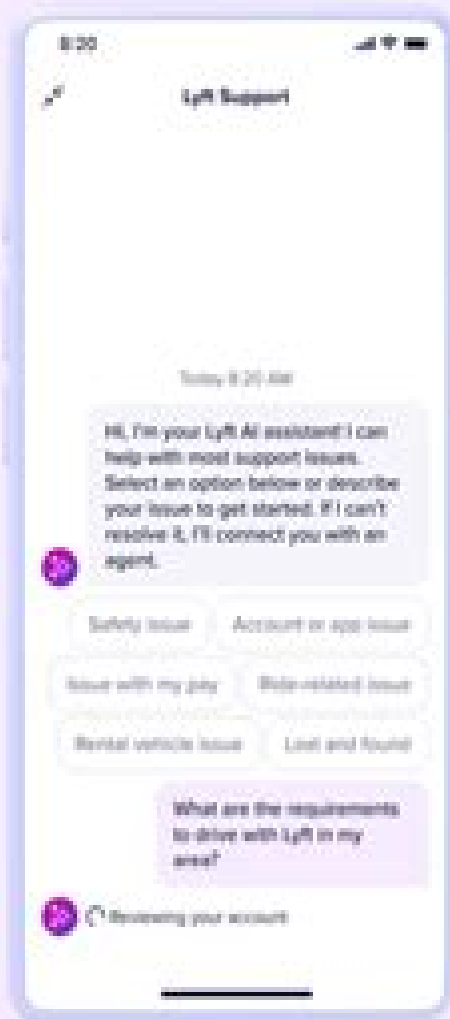 8:20
Lyft Support
Today 8:20 AM
Hi, I'm your Lyft AI assistant! I can
help with most support issues.
Select an option below or describe
your issue to get started. If I can't
resolve it, I'll connect you with an
agent.
Safety issue
Account or app issue
Issue with my pay
Ride-related issue
Rental vehicle issue
Lost and found
What are the requirements
to drive with Lyft in my
area?
Reviewing your account